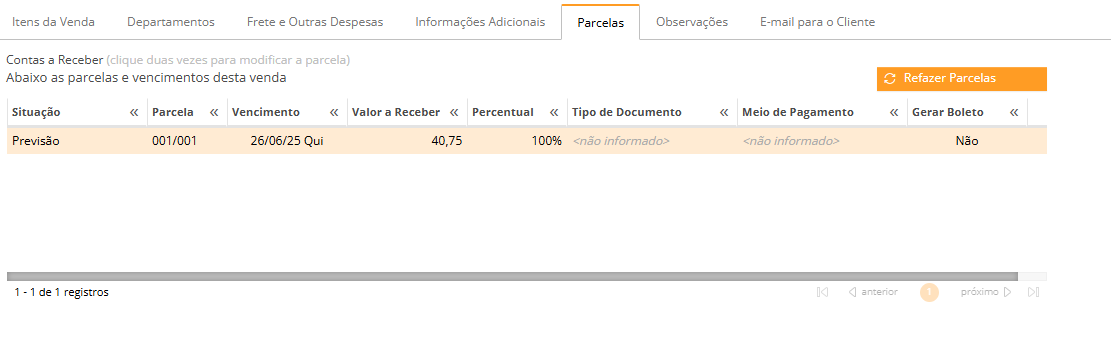 Itens da Venda Departamentos Frete e Outras Despesas Informações Adicionais Parcelas Observações E-mail para o Cliente
Contas a Receber (clique duas vezes para modificar a parcela)
Abaixo as parcelas e vencimentos desta venda
Refazer Parcelas
Situação « Parcela « Vencimento « Valor a Receber « Percentual « Tipo de Documento « Meio de Pagamento « Gerar Boleto «
Previsão 001/001 26/06/25 Qui 40,75 100% <não informado> <não informado> Não
1 - 1 de 1 registros anterior 1 próximo